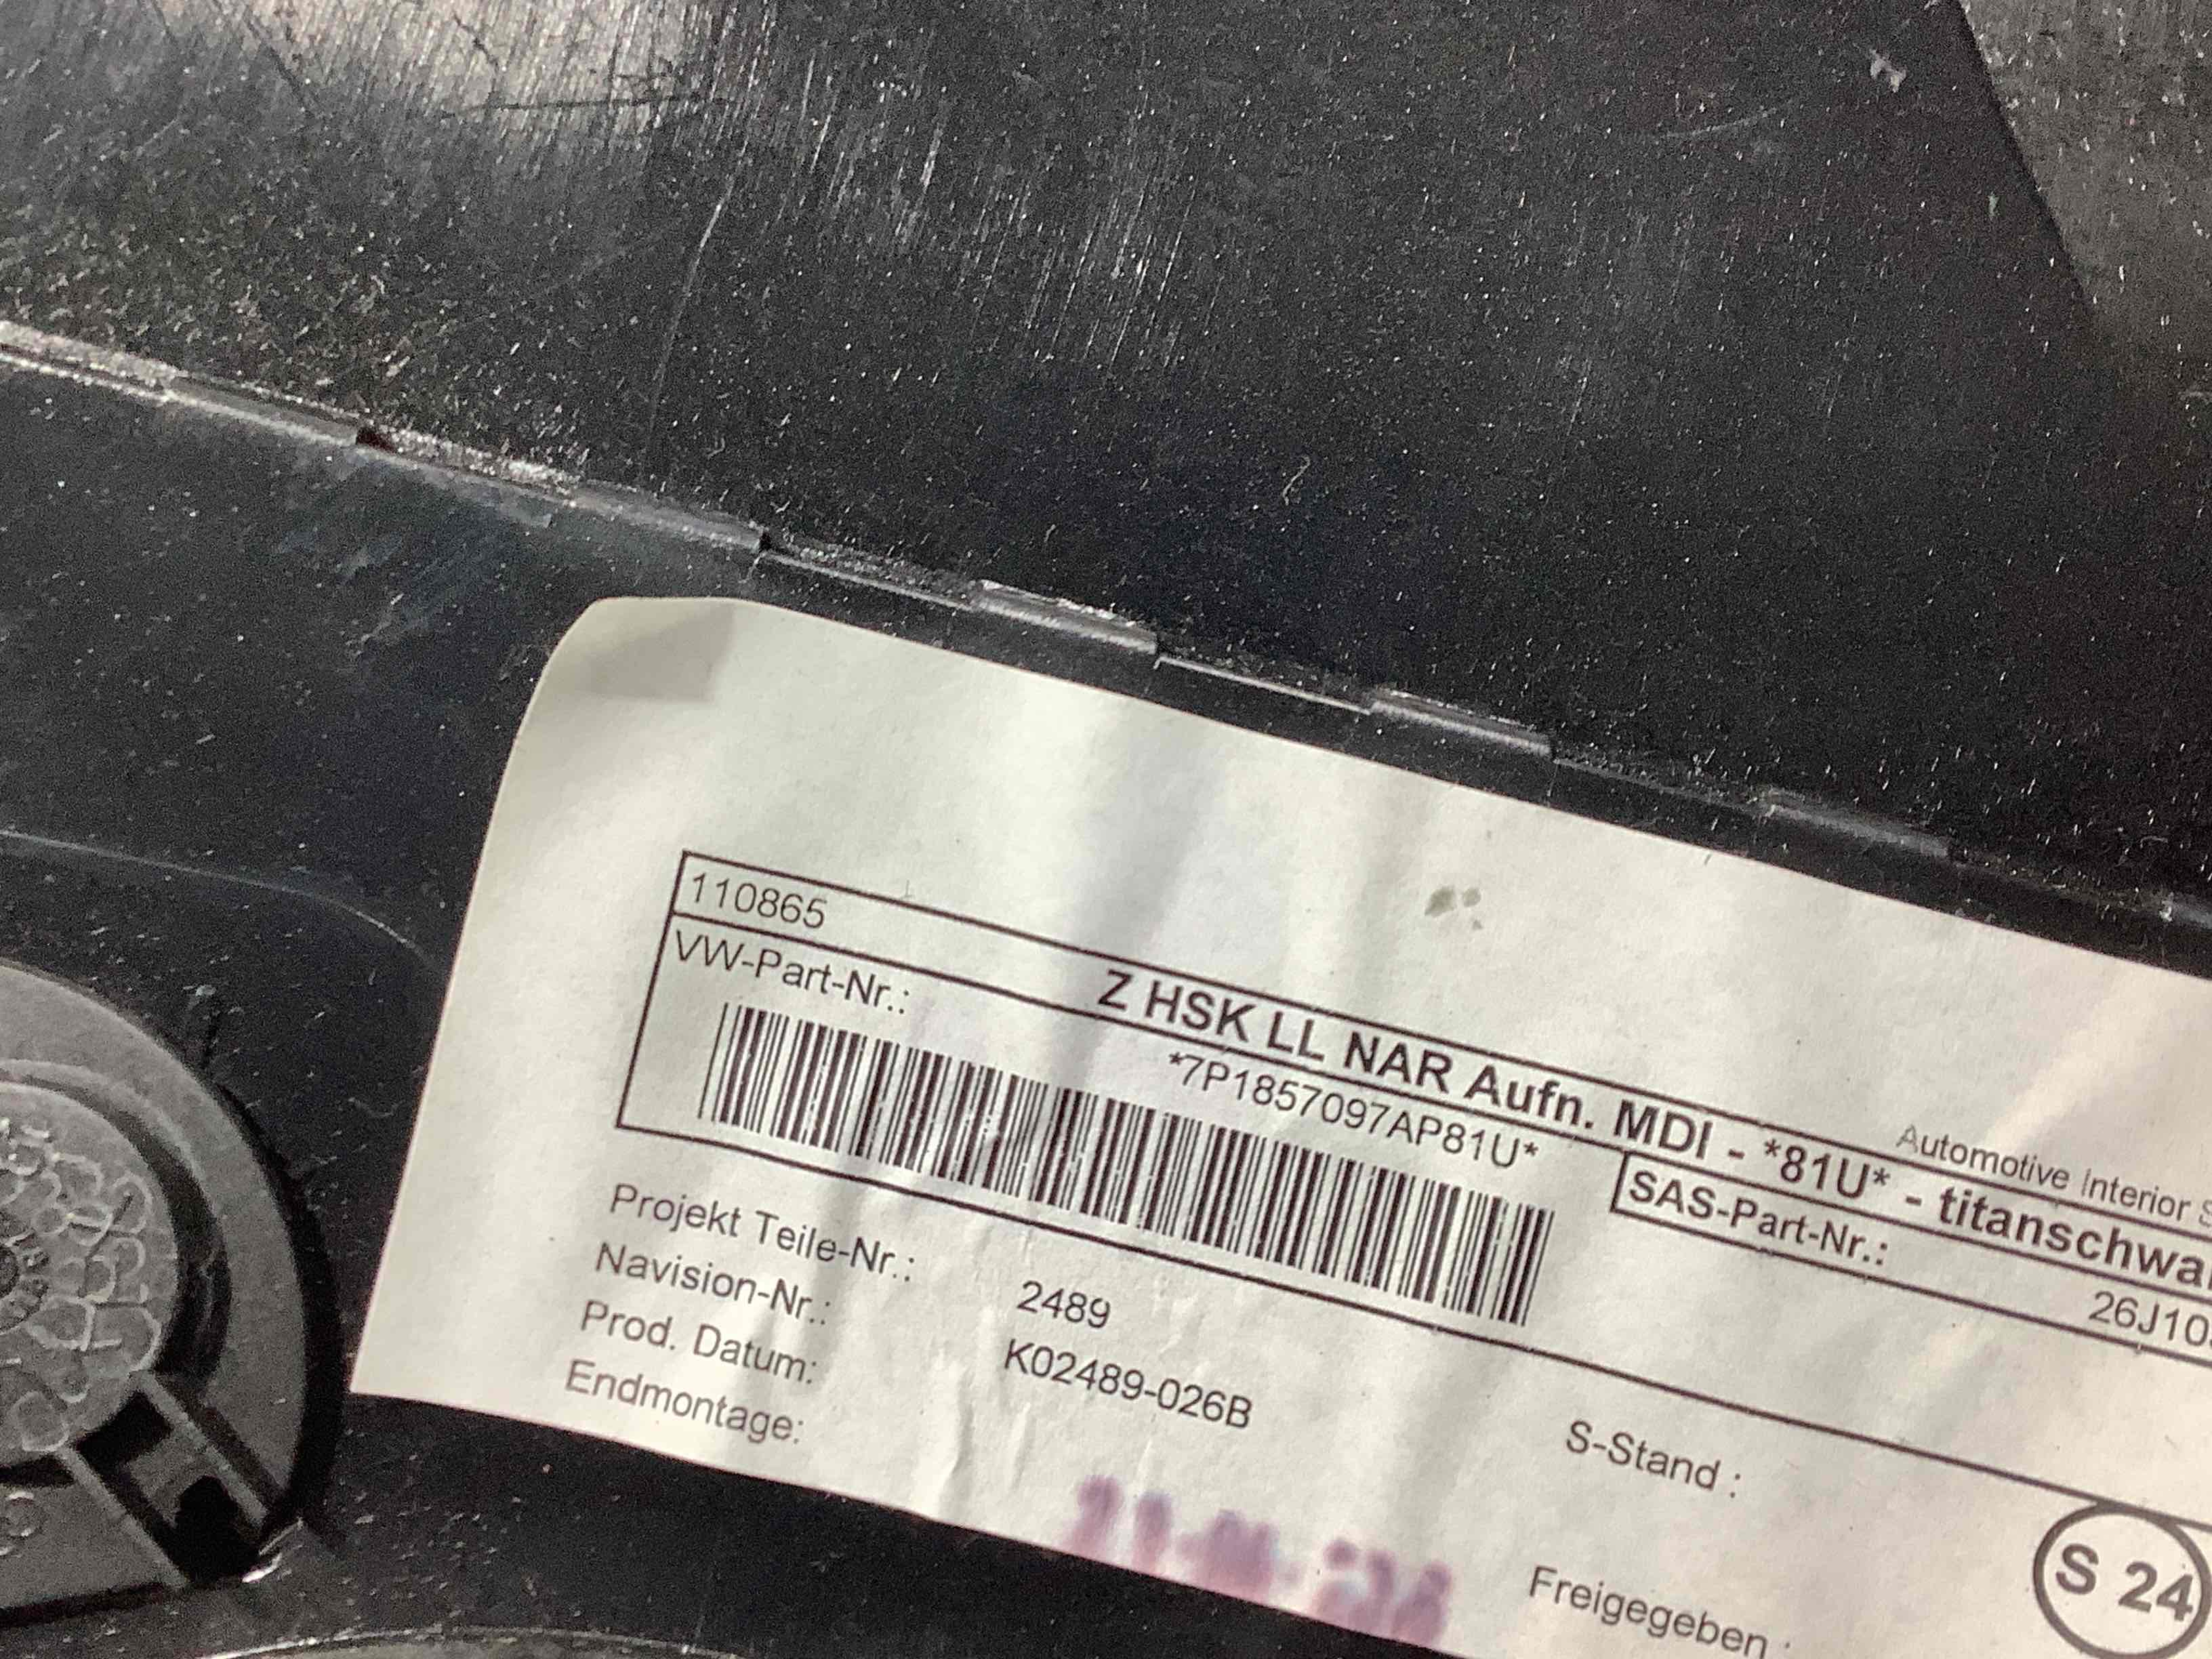 Automotive Interior
110865
Z HSK LL NAR Aufn. MDI - *81U* - titanschwa
VW-Part-Nr.:
*7P1857097AP81U*
SAS-Part-Nr.:
26J10
Projekt Teile-Nr.: 2489
Navision-Nr.: K02489-026B
Prod. Datum:
Endmontage:
S-Stand :
S 24
Freigegeben :